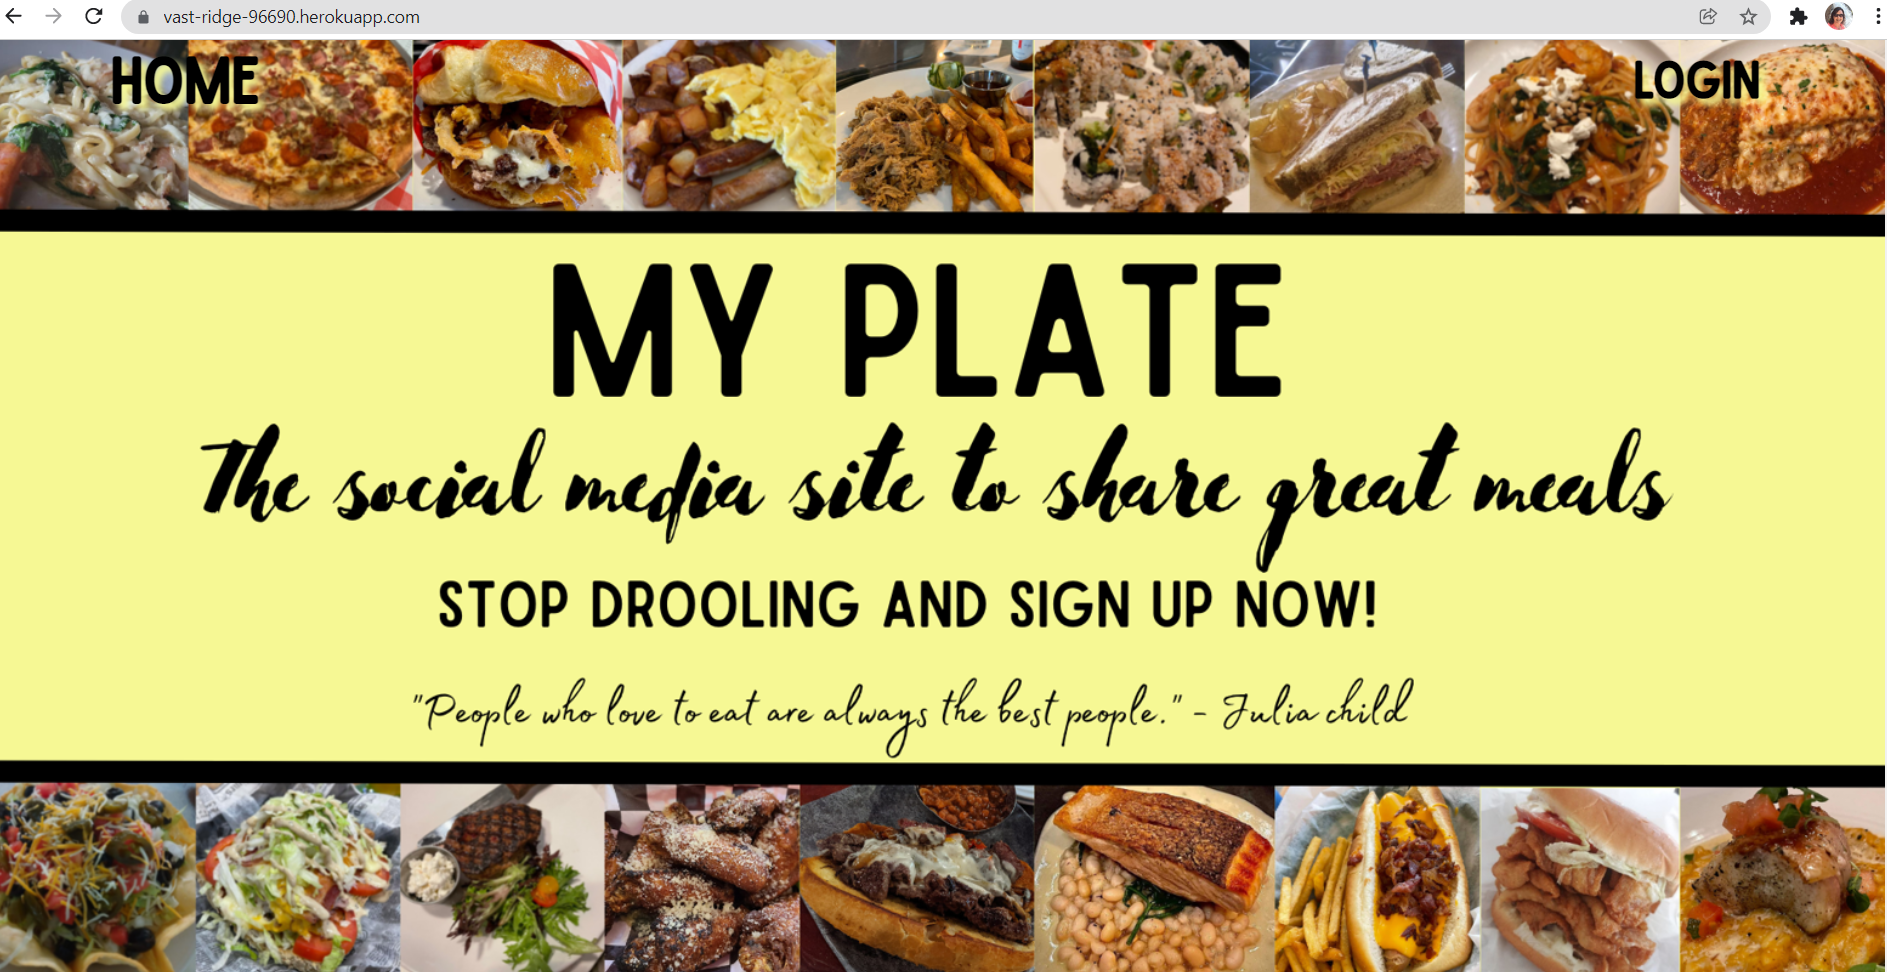 vast-ridge-96690.herokuapp.com
HOME
LOGIN
MY PLATE
The social media site to share great meals
STOP DROOLING AND SIGN UP NOW!
"People who love to eat are always the best people." - Julia child